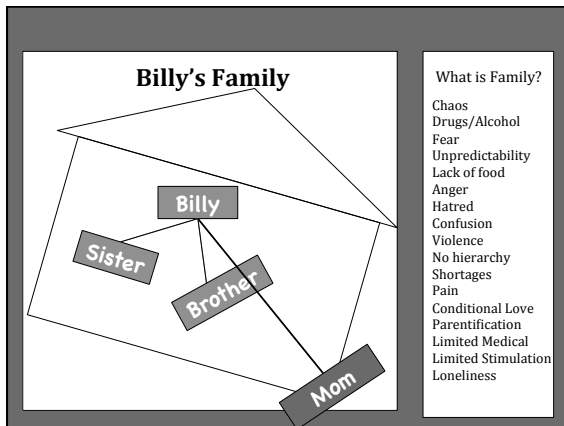 Billy's Family
Billy
Sister
Brother
Mom
What is Family?
Chaos
Drugs/Alcohol
Fear
Unpredictability
Lack of food
Anger
Hatred
Confusion
Violence
No hierarchy
Shortages
Pain
Conditional Love
Parentification
Limited Medical
Limited Stimulation
Loneliness